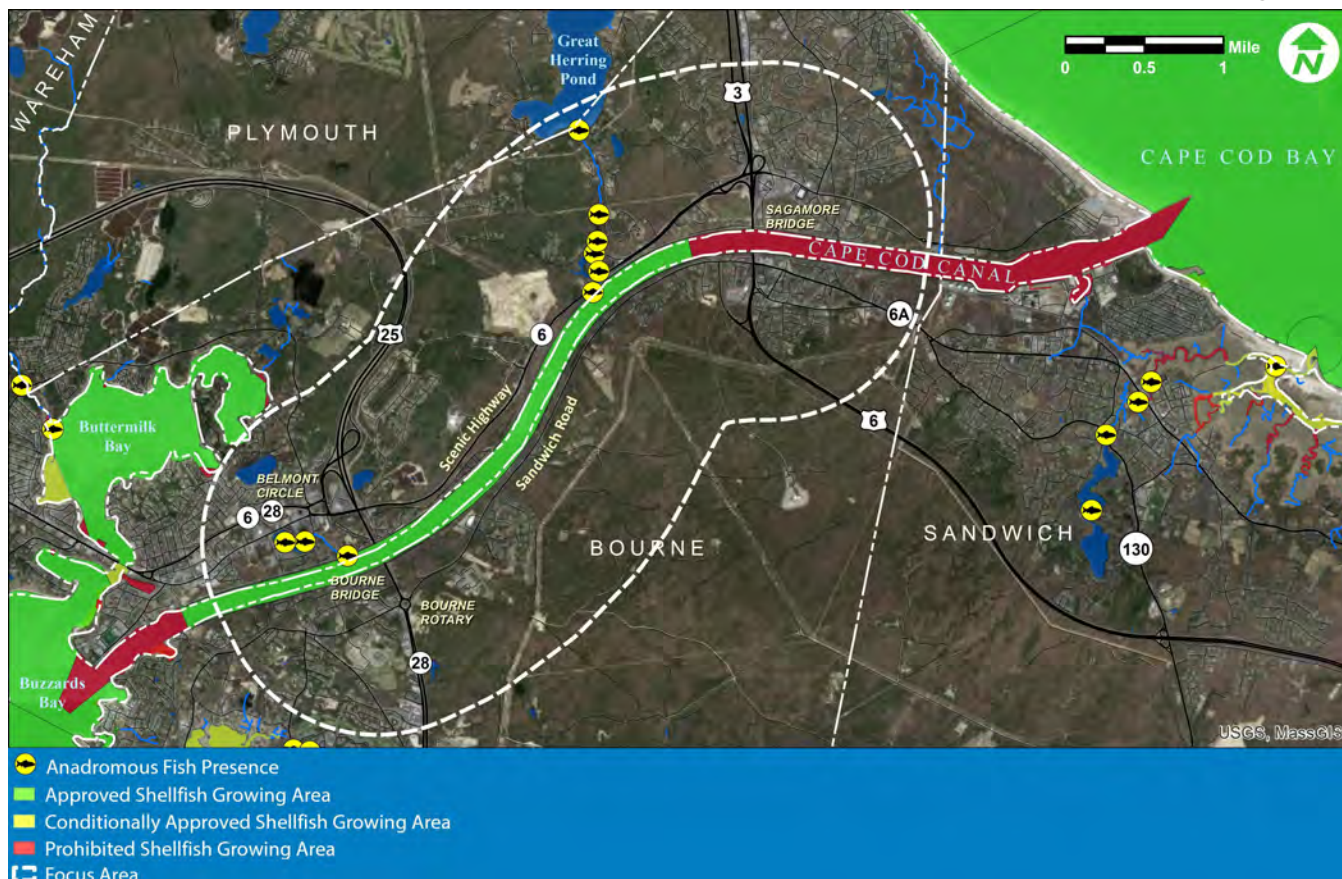 WAREHAM
PLYMOUTH
Great
Herring
Pond
3
Mile
0 0.5 1
N
CAPE COD BAY
SAGAMORE
BRIDGE
CAPE COD CANAL
6A
6
25
Scenic Highway
Sandwich Road
Buttermilk
Bay
BELMONT
CIRCLE
6
28
6
BOURNE
SANDWICH
130
BOURNE
BRIDGE
BOURNE
ROTARY
28
Buzzards
Bay
USGS, MassGIS
Anadromous Fish Presence
Approved Shellfish Growing Area
Conditionally Approved Shellfish Growing Area
Prohibited Shellfish Growing Area
Focus Area